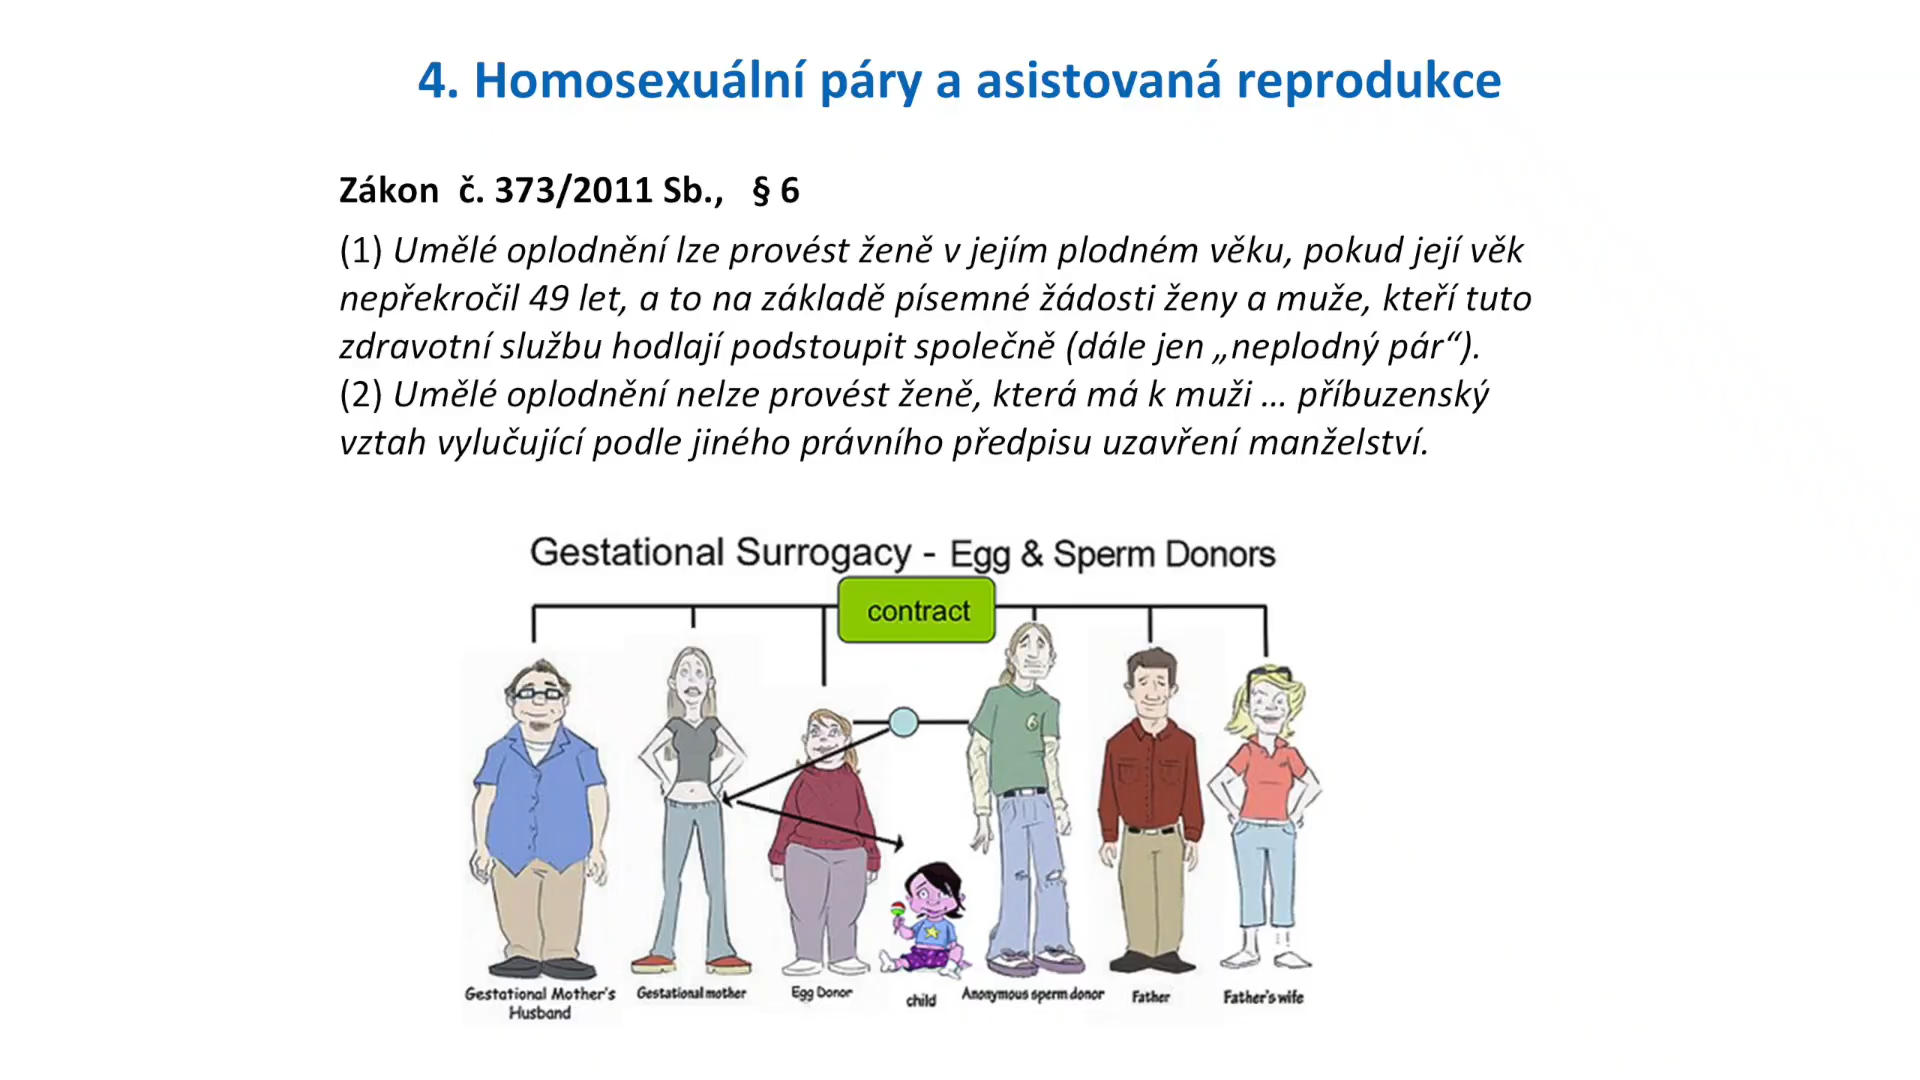 4. Homosexuální páry a asistovaná reprodukce
Zákon č. 373/2011 Sb., § 6
(1) Umělé oplodnění lze provést ženě v jejím plodném věku, pokud její věk
nepřekročil 49 let, a to na základě písemné žádosti ženy a muže, kteří tuto
zdravotní službu hodlají podstoupit společně (dále jen „neplodný pár“).
(2) Umělé oplodnění nelze provést ženě, která má k muži ... příbuzenský
vztah vylučující podle jiného právního předpisu uzavření manželství.
Gestational Surrogacy - Egg & Sperm Donors
contract
6
Gestational Mother's
Husband
Gestational mother
Egg Donor
child
Anonymous sperm donor
Father
Father's wife